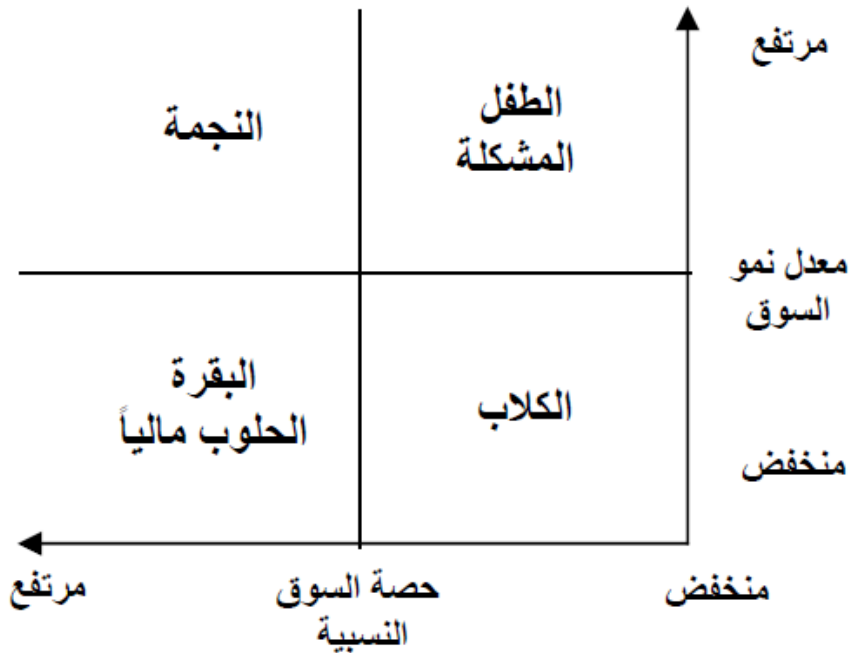 مرتفع
الطفل
المشكلة
النجمة
معدل نمو
السوق
الكلاب
البقرة
الحلوب مالياً
منخفض
منخفض
حصة السوق
النسبية
مرتفع